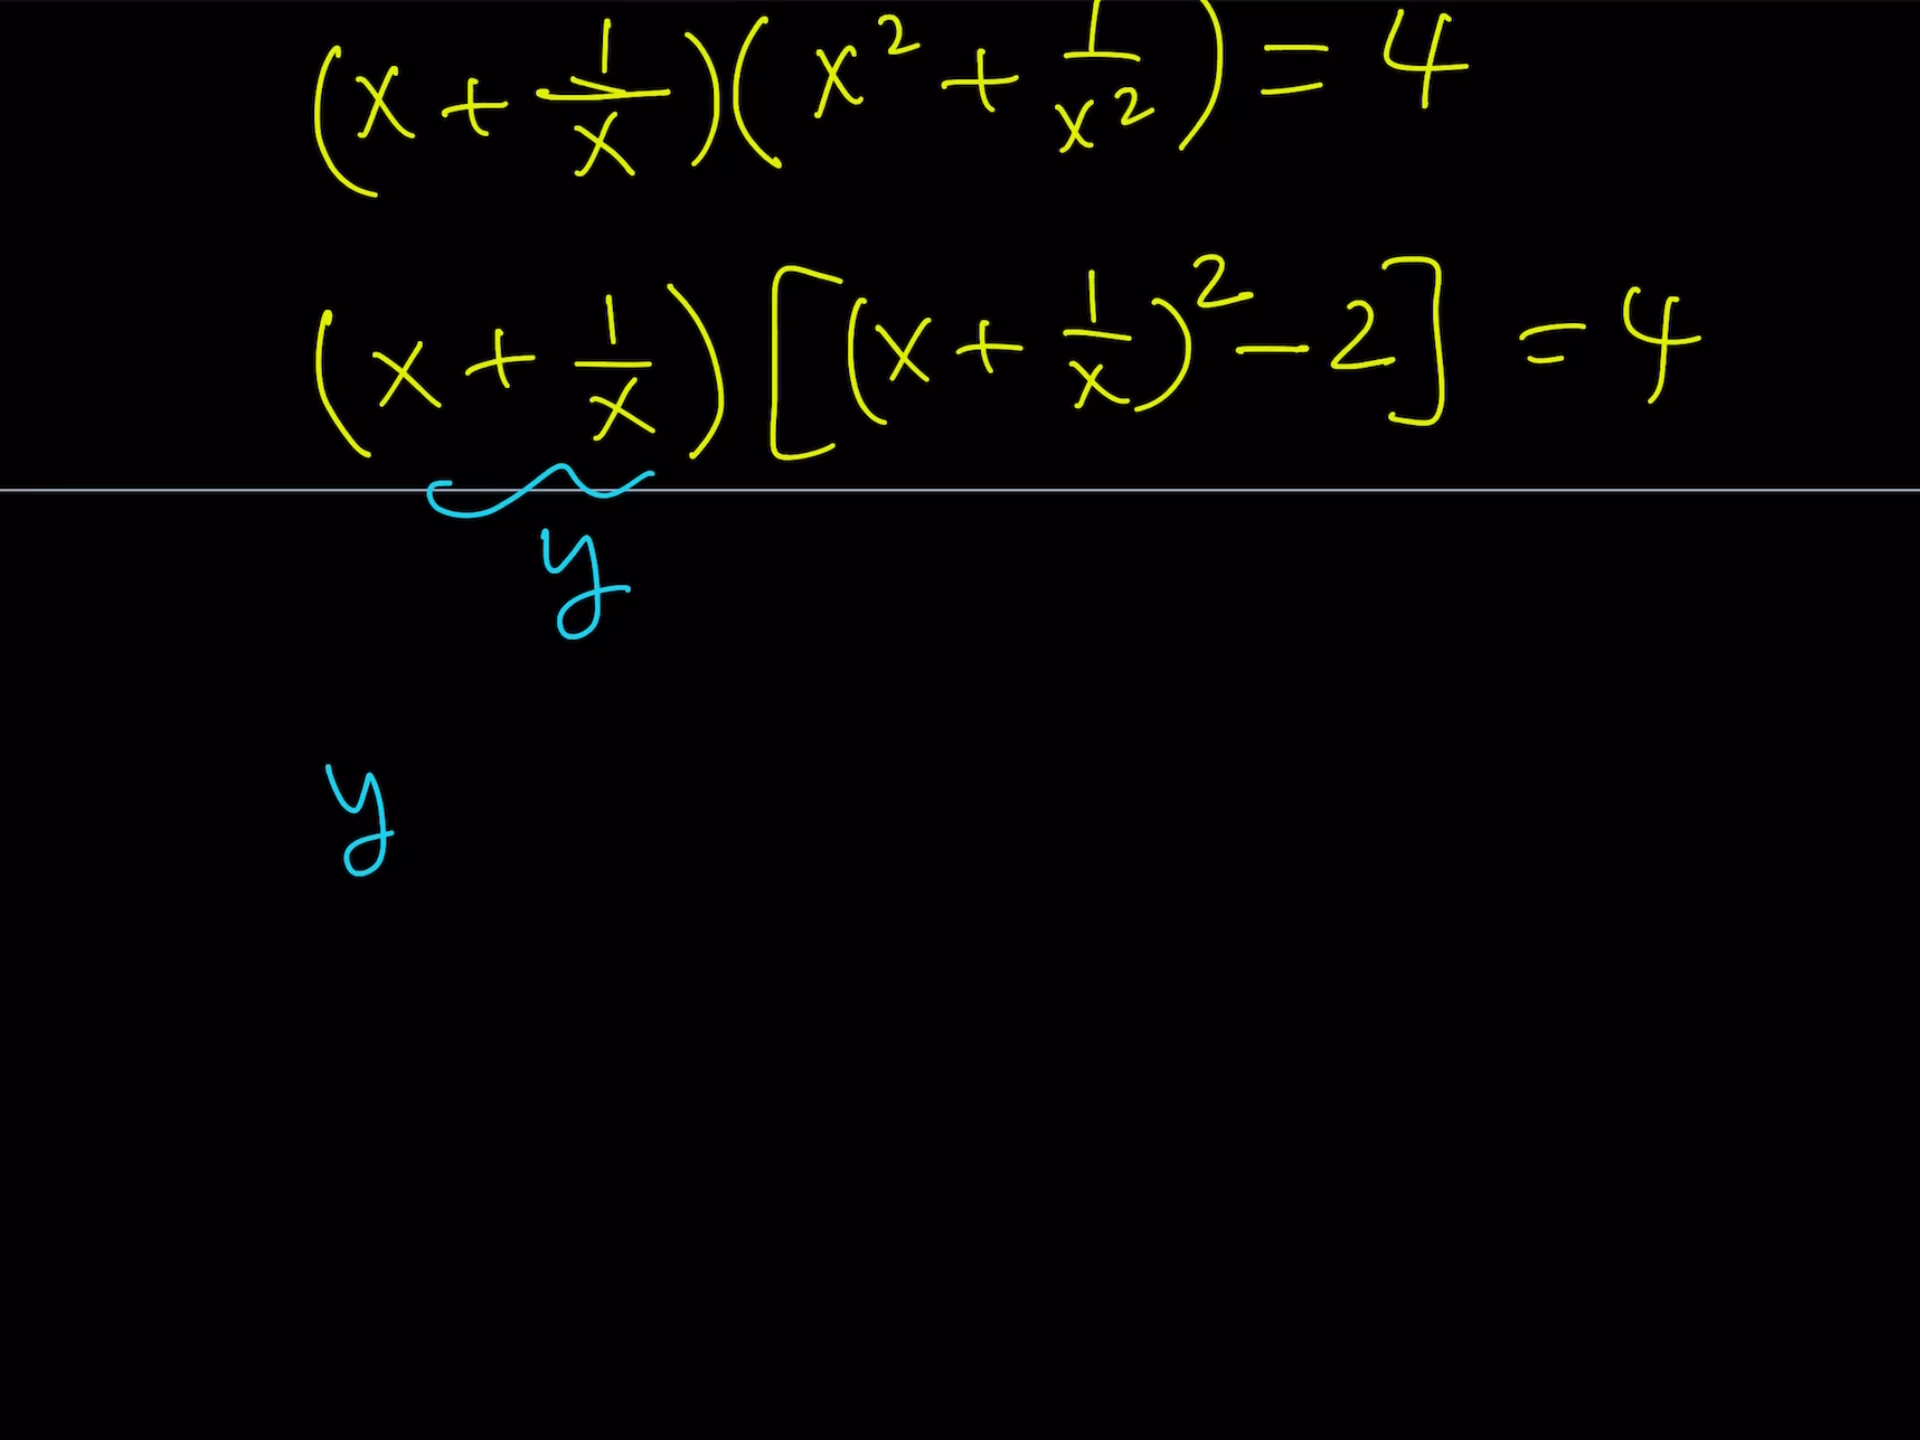 (x + 1/x)(x² + 1/x²) = 4
(x + 1/x)[(x + 1/x)² - 2] = 4
y
y